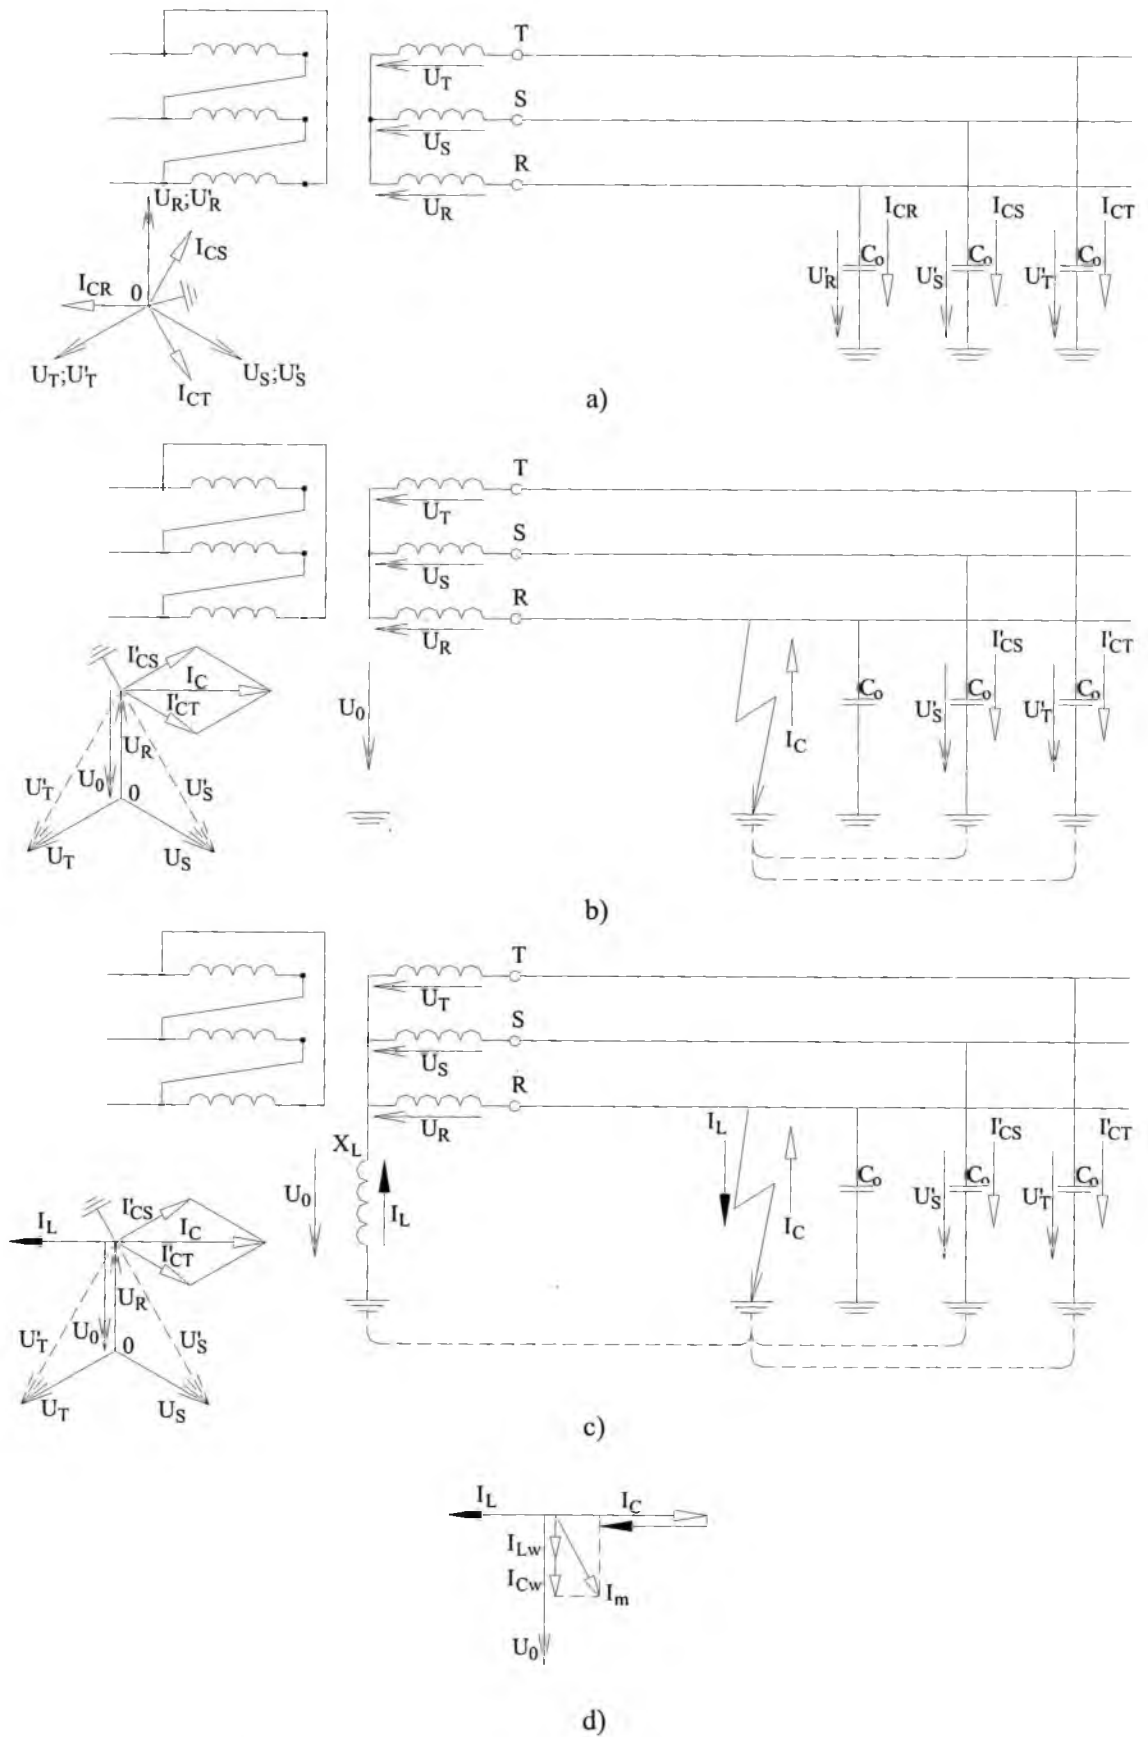 T
U_T
S
U_S
R
U_R
U_R;U'_R
I_CS
I_CR
0
U_T;U'_T
I_CT
U_S;U'_S
I_CR
I_CS
I_CT
U'_R
C_o
U'_S
C_o
U'_T
C_o
a)
T
U_T
S
U_S
R
U_R
I'_CS
I_C
I'_CT
U_R
U'_T
U_0
U'_S
0
U_T
U_S
U_0
I_C
C_o
U'_S
C_o
I'_CS
U'_T
C_o
I'_CT
b)
T
U_T
S
U_S
R
U_R
X_L
U_0
I_L
I_L
I'_CS
I_C
I'_CT
U_R
U'_T
U_0
U'_S
0
U_T
U_S
I_L
I_C
C_o
U'_S
C_o
I'_CS
U'_T
C_o
I'_CT
c)
I_L
I_C
I_Lw
I_Cw
I_m
U_0
d)